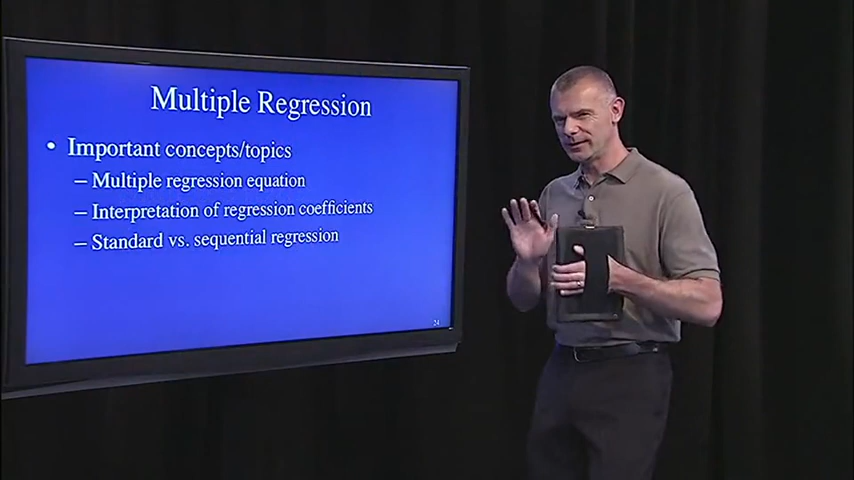 Multiple Regression
• Important concepts/topics
– Multiple regression equation
– Interpretation of regression coefficients
– Standard vs. sequential regression
24